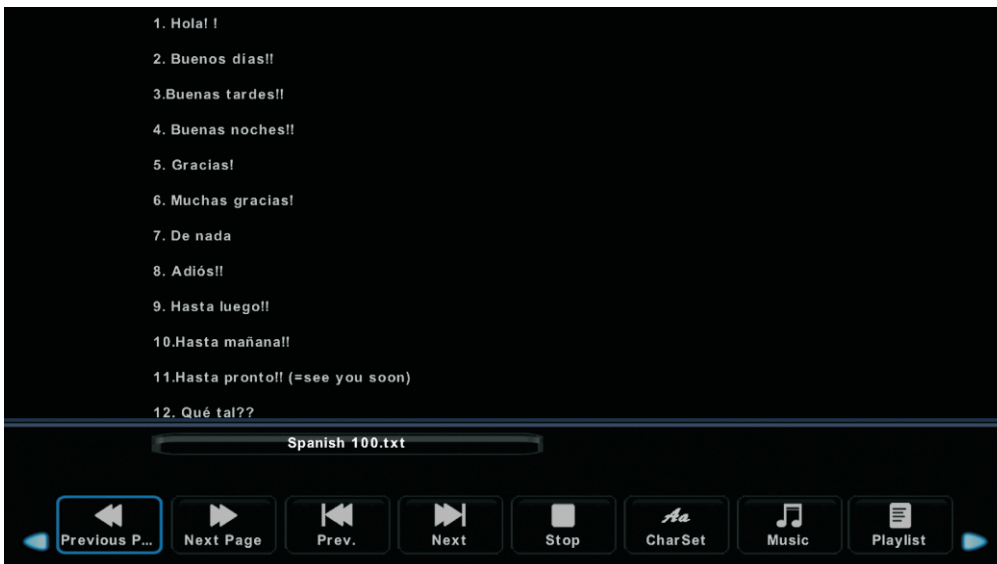 1. Hola! !
2. Buenos días!!
3.Buenas tardes!!
4. Buenas noches!!
5. Gracias!
6. Muchas gracias!
7. De nada
8. Adiós!!
9. Hasta luego!!
10.Hasta mañana!!
11.Hasta pronto!! (=see you soon)
12. Qué tal??
Spanish 100.txt
Previous P... Next Page Prev. Next Stop Aa CharSet Music Playlist